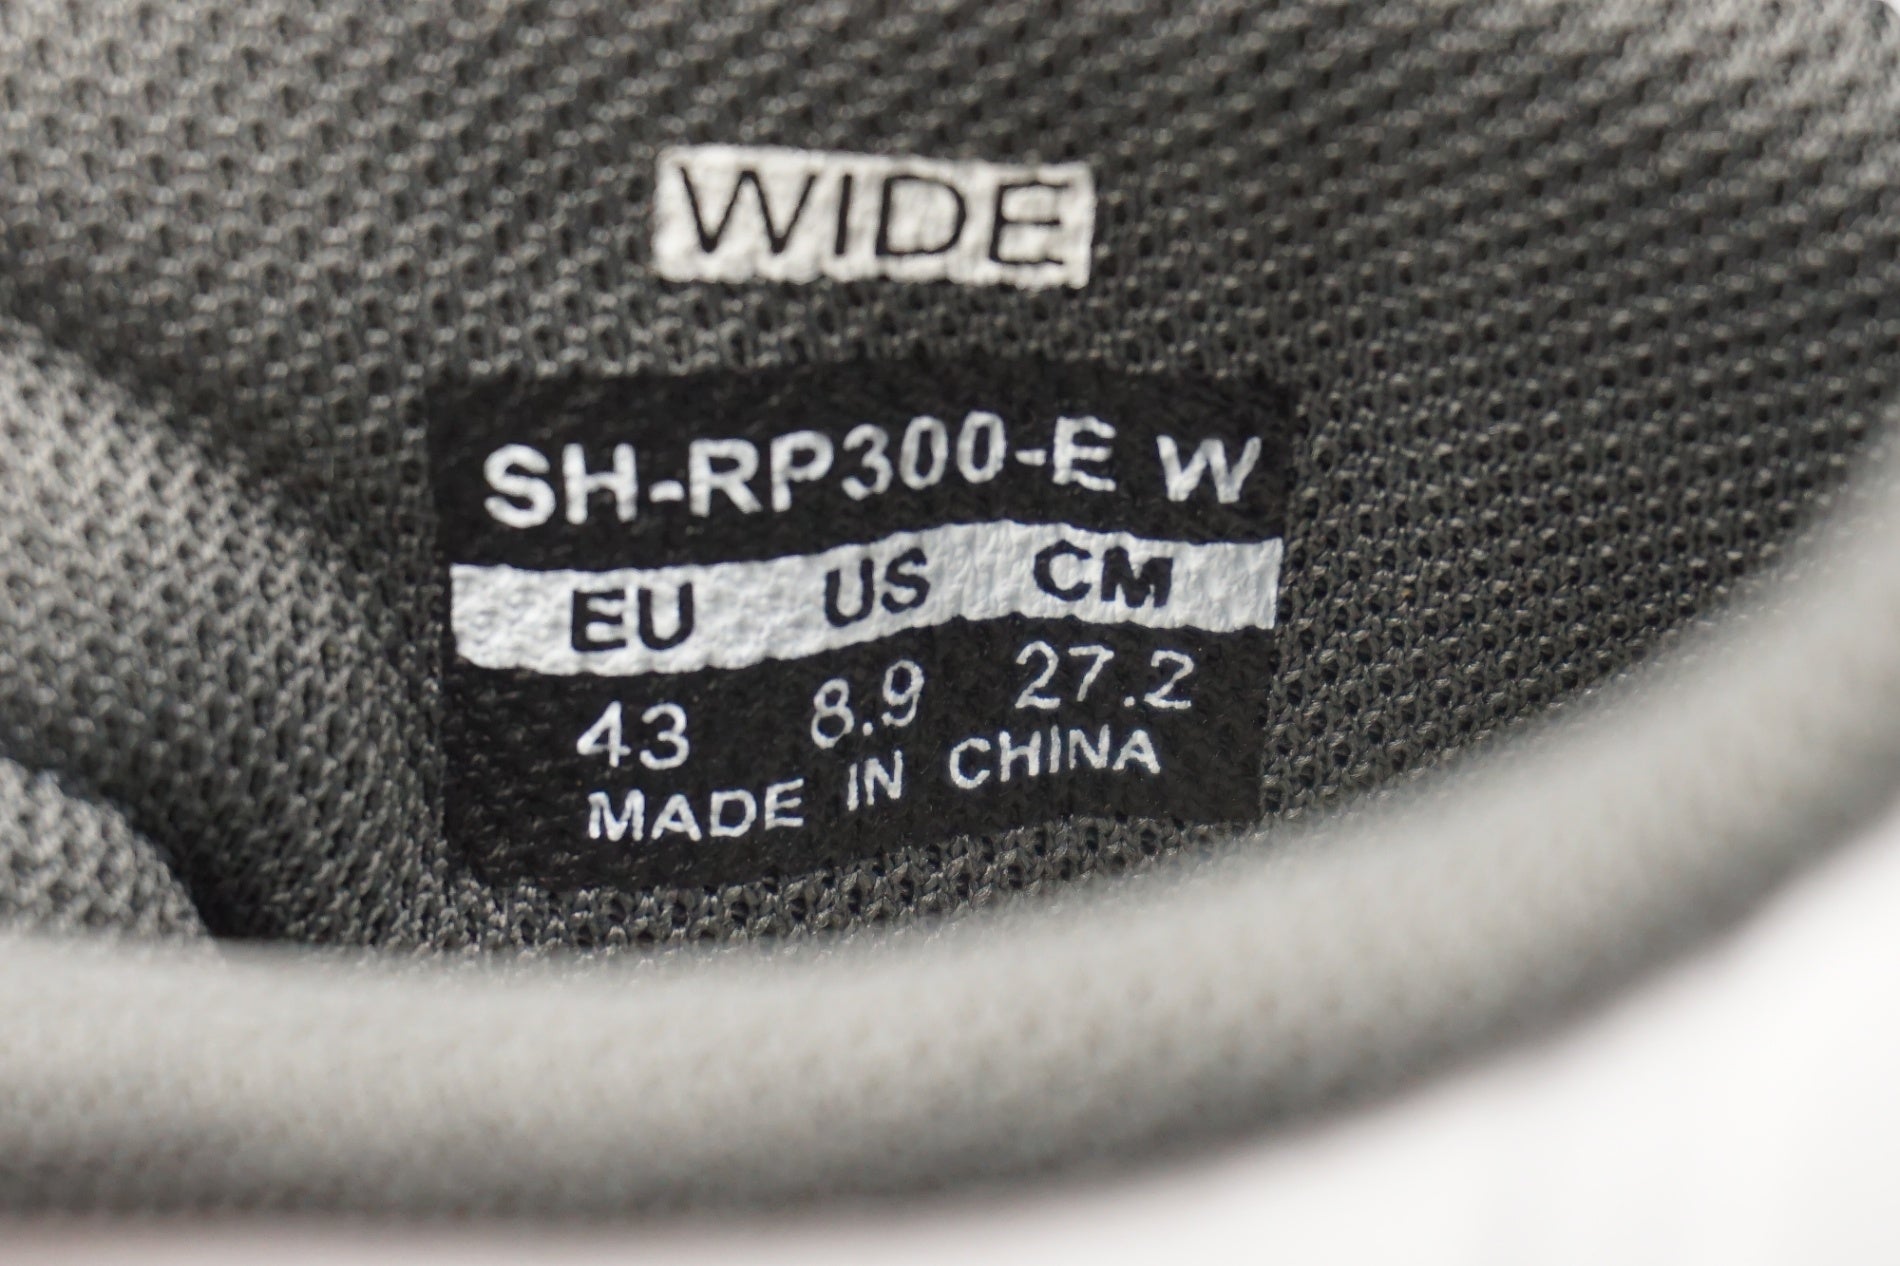 WIDE
SH-RP300-E W
EU US CM
43 8.9 27.2
MADE IN CHINA